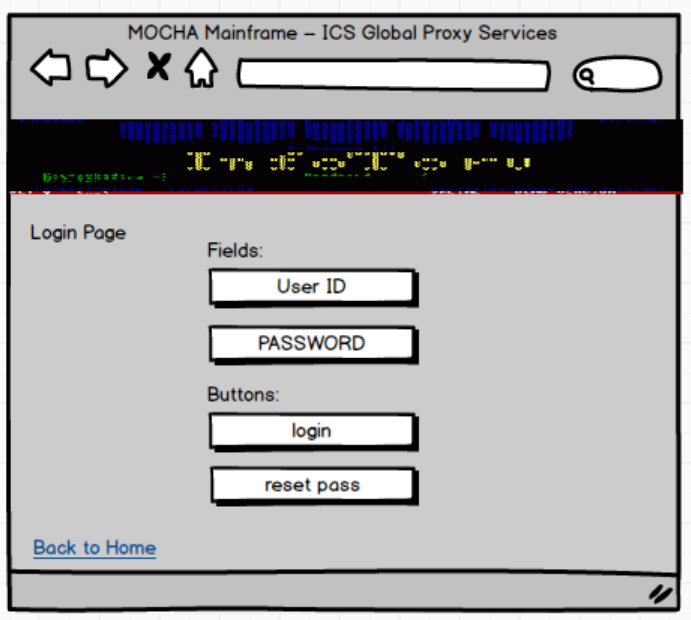 MOCHA Mainframe – ICS Global Proxy Services
Login Page
Fields:
User ID
PASSWORD
Buttons:
login
reset pass
Back to Home